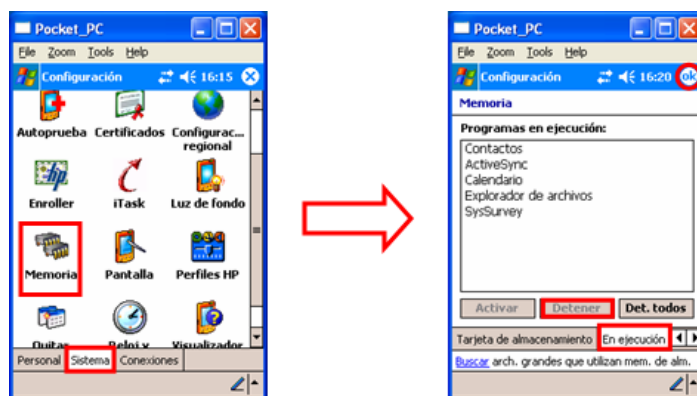 Pocket_PC
File Zoom Tools Help
Configuración 16:15
Autoprueba Certificados Configurac... regional
Enroller iTask Luz de fondo
Memoria Pantalla Perfiles HP
Quitar Reloj y Visualizador
Personal Sistema Conexiones
Pocket_PC
File Zoom Tools Help
Configuración 16:20 ok
Memoria
Programas en ejecución:
Contactos
ActiveSync
Calendario
Explorador de archivos
SysSurvey
Activar Detener Det. todos
Tarjeta de almacenamiento En ejecución
Buscar arch. grandes que utilizan mem. de alm.